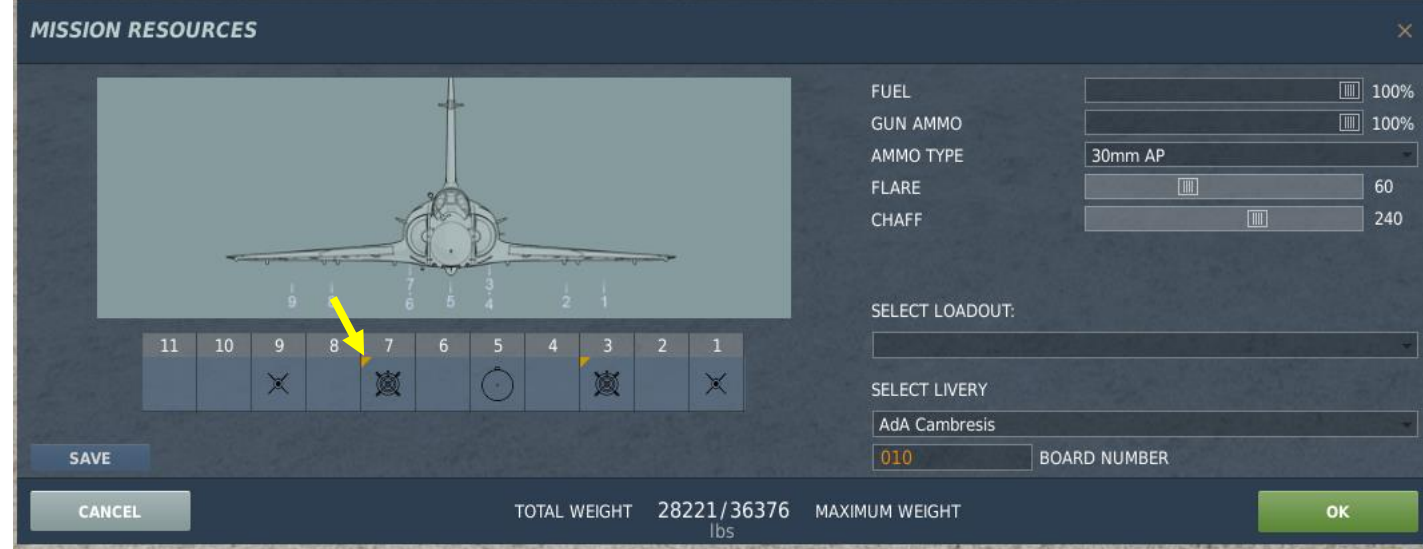 MISSION RESOURCES
FUEL 100%
GUN AMMO 100%
AMMO TYPE 30mm AP
FLARE 60
CHAFF 240
7 3
9 6 5 4 2 1
SELECT LOADOUT:
11 10 9 8 7 6 5 4 3 2 1
SELECT LIVERY
AdA Cambresis
SAVE
010 BOARD NUMBER
CANCEL
TOTAL WEIGHT 28221/36376 MAXIMUM WEIGHT
lbs
OK